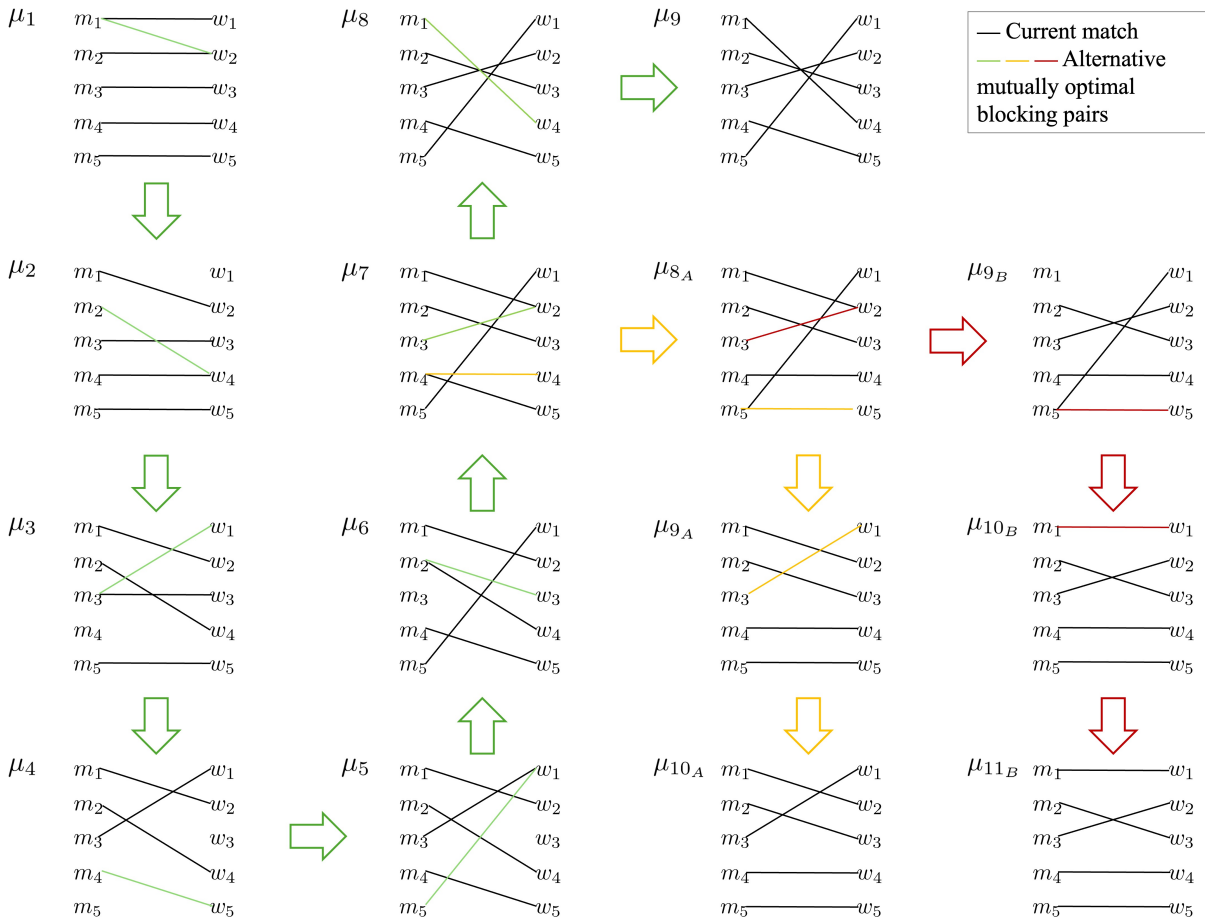 μ₁ m₁ w₁ μ₈ m₁ w₁ μ₉ m₁ w₁ — Current match
m₂ w₂ m₂ w₂ m₂ w₂ — — — Alternative
m₃ w₃ m₃ w₃ m₃ w₃ mutually optimal
m₄ w₄ m₄ w₄ m₄ w₄ blocking pairs
m₅ w₅ m₅ w₅ m₅ w₅
μ₂ m₁ w₁ μ₇ m₁ w₁ μ₈_A m₁ w₁ μ₉_B m₁ w₁
m₂ w₂ m₂ w₂ m₂ w₂ m₂ w₂
m₃ w₃ m₃ w₃ m₃ w₃ m₃ w₃
m₄ w₄ m₄ w₄ m₄ w₄ m₄ w₄
m₅ w₅ m₅ w₅ m₅ w₅ m₅ w₅
μ₃ m₁ w₁ μ₆ m₁ w₁ μ₉_A m₁ w₁ μ₁₀_B m₁ w₁
m₂ w₂ m₂ w₂ m₂ w₂ m₂ w₂
m₃ w₃ m₃ w₃ m₃ w₃ m₃ w₃
m₄ w₄ m₄ w₄ m₄ w₄ m₄ w₄
m₅ w₅ m₅ w₅ m₅ w₅ m₅ w₅
μ₄ m₁ w₁ μ₅ m₁ w₁ μ₁₀_A m₁ w₁ μ₁₁_B m₁ w₁
m₂ w₂ m₂ w₂ m₂ w₂ m₂ w₂
m₃ w₃ m₃ w₃ m₃ w₃ m₃ w₃
m₄ w₄ m₄ w₄ m₄ w₄ m₄ w₄
m₅ w₅ m₅ w₅ m₅ w₅ m₅ w₅